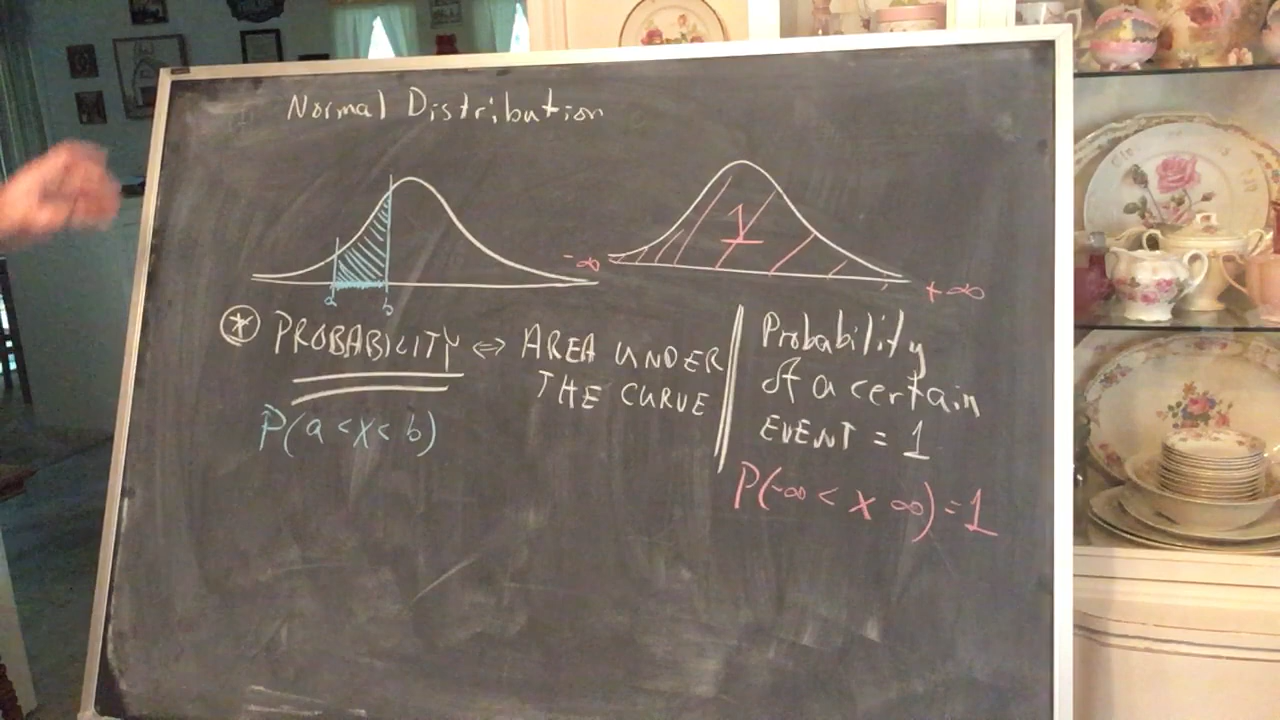 Normal Distribution
1
-∞
+∞
a b
* PROBABILITY ⇔ AREA UNDER
THE CURVE
P(a < x < b)
Probability
of a certain
EVENT = 1
P(-∞ < x ∞) = 1